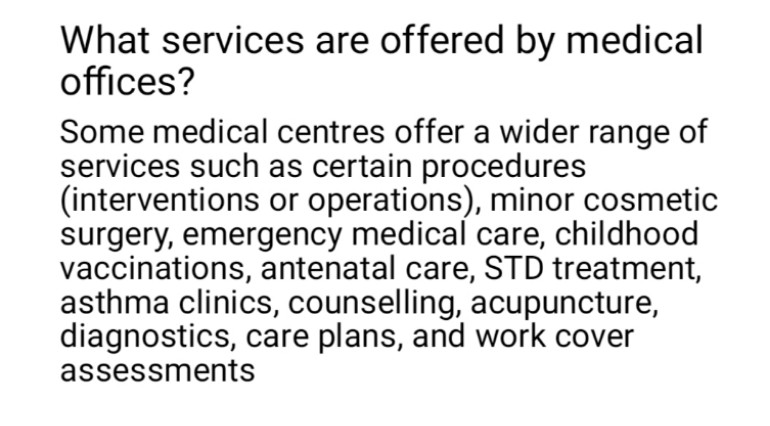 What services are offered by medical
offices?
Some medical centres offer a wider range of
services such as certain procedures
(interventions or operations), minor cosmetic
surgery, emergency medical care, childhood
vaccinations, antenatal care, STD treatment,
asthma clinics, counselling, acupuncture,
diagnostics, care plans, and work cover
assessments